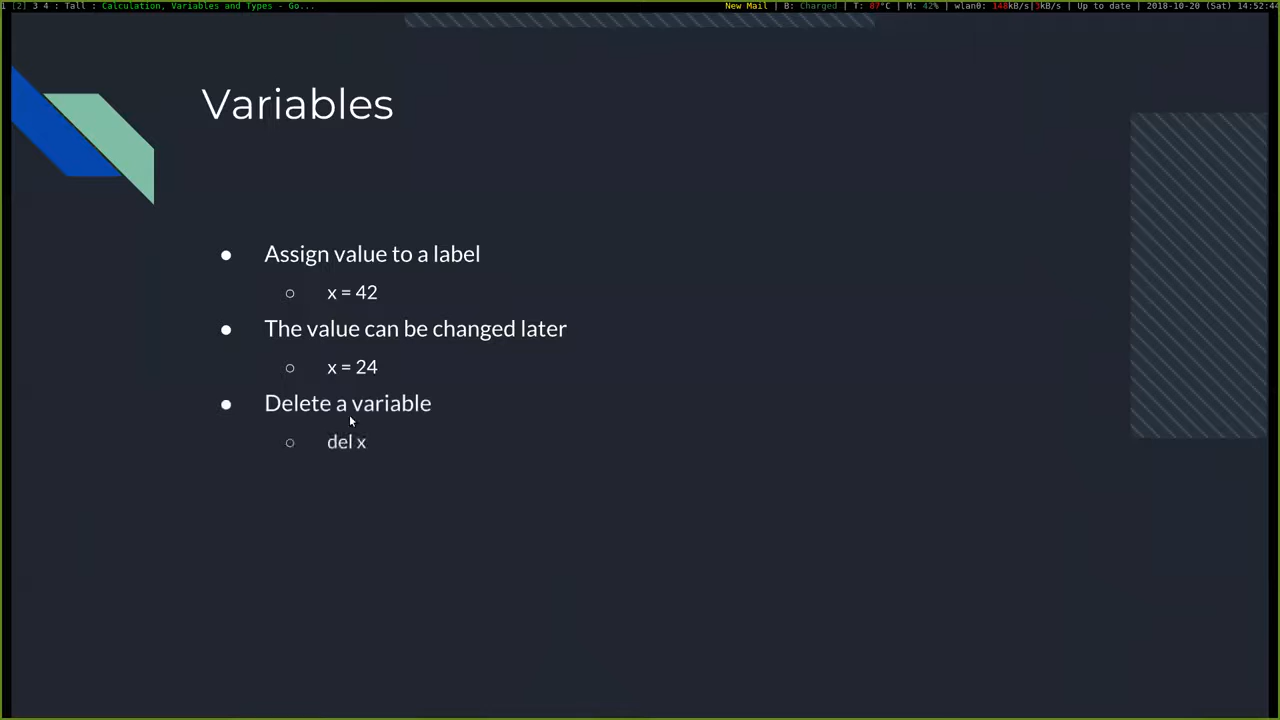 1 [2] 3 4 : Tall : Calculation, Variables and Types - Go... New Mail | B: Charged | T: 87°C | M: 42% | wlan0: 148kB/s|3kB/s | Up to date | 2018-10-20 (Sat) 14:52:44
Variables
● Assign value to a label
○ x = 42
● The value can be changed later
○ x = 24
● Delete a variable
○ del x